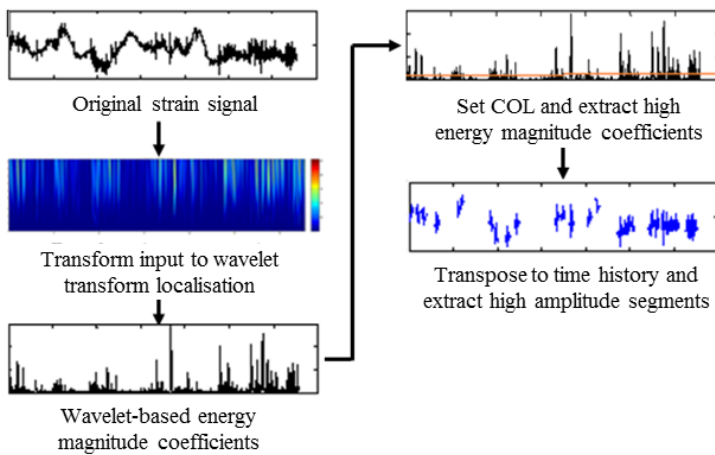 Original strain signal
Transform input to wavelet
transform localisation
Wavelet-based energy
magnitude coefficients
Set COL and extract high
energy magnitude coefficients
Transpose to time history and
extract high amplitude segments